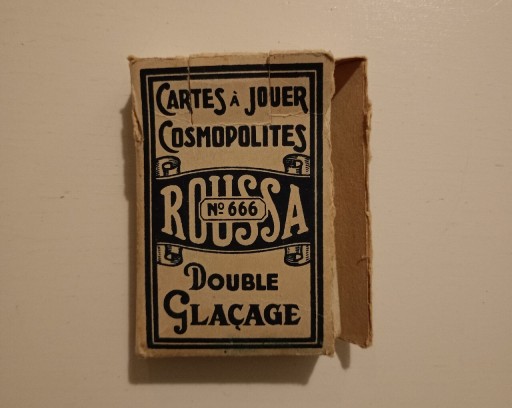 CARTES À JOUER
COSMOPOLITES
ROUSSA
Nº 666
DOUBLE
GLAÇAGE